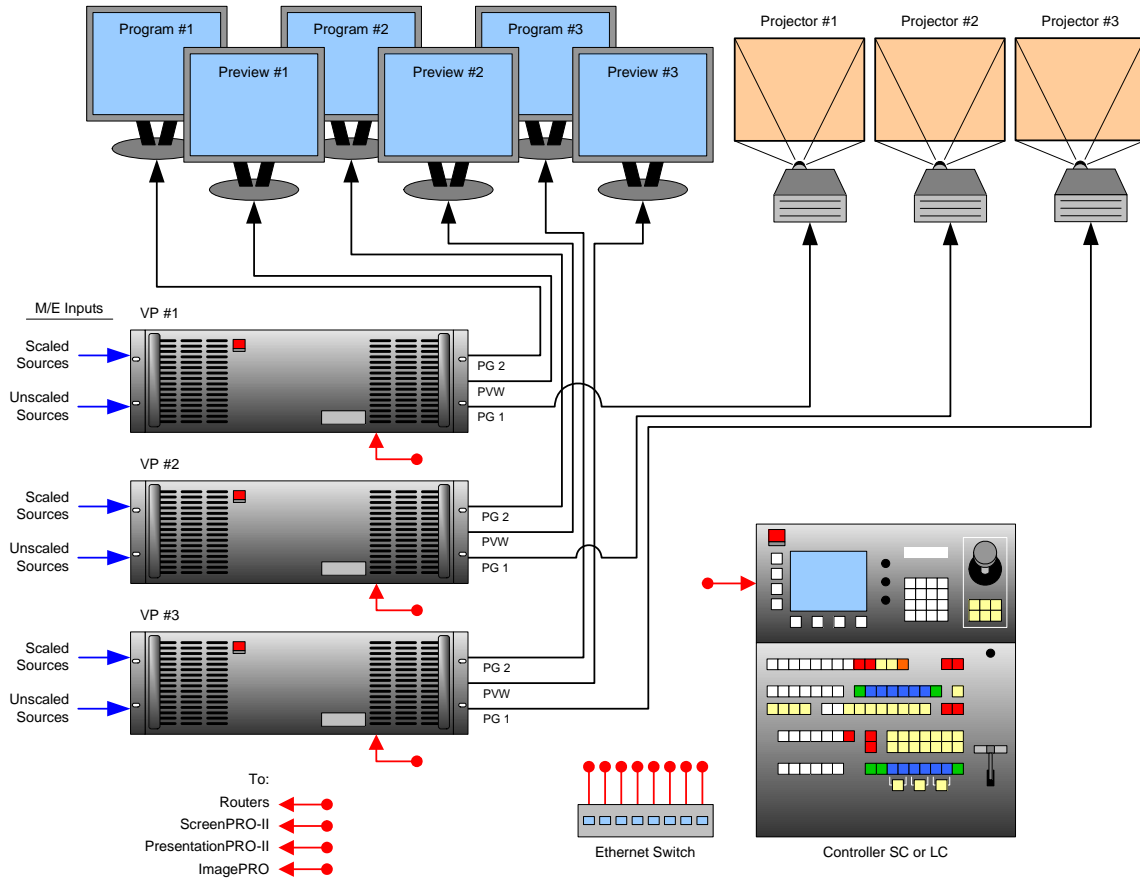 Program #1
Program #2
Program #3
Preview #1
Preview #2
Preview #3
Projector #1
Projector #2
Projector #3
M/E Inputs
VP #1
Scaled
Sources
Unscaled
Sources
PG 2
PVW
PG 1
VP #2
Scaled
Sources
Unscaled
Sources
PG 2
PVW
PG 1
VP #3
Scaled
Sources
Unscaled
Sources
PG 2
PVW
PG 1
To:
Routers
ScreenPRO-II
PresentationPRO-II
ImagePRO
Ethernet Switch
Controller SC or LC